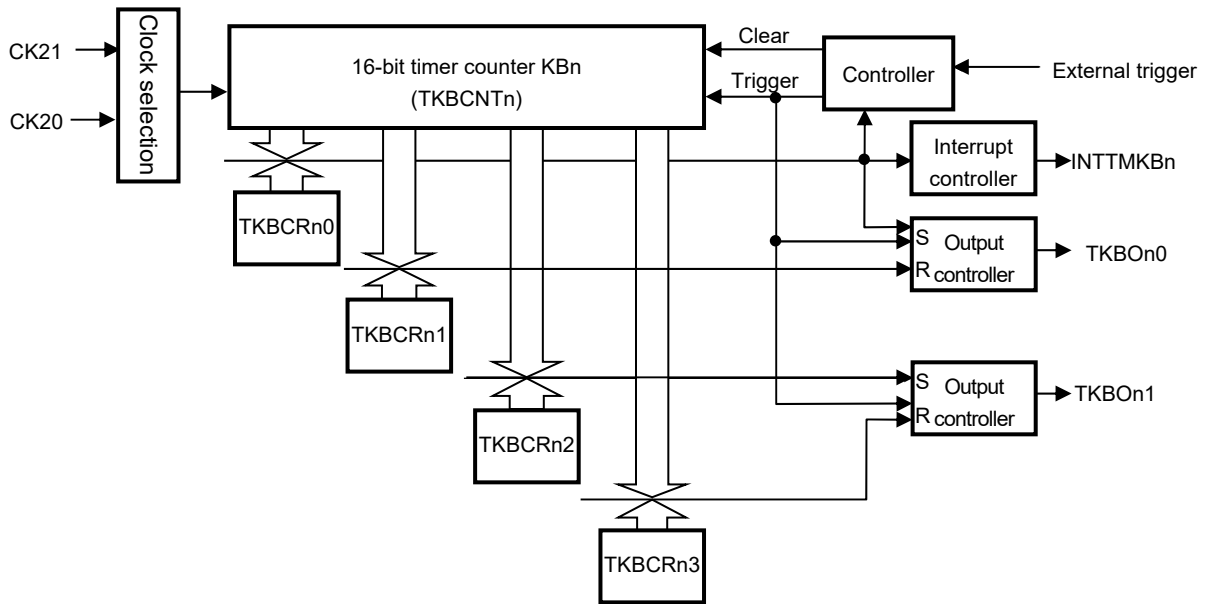 Clock selection
CK21
CK20
16-bit timer counter KBn
(TKBCNTn)
Clear
Trigger
Controller
External trigger
Interrupt
controller
INTTMKBn
TKBCRn0
S
Output
R
controller
TKBOn0
TKBCRn1
S
Output
R
controller
TKBOn1
TKBCRn2
TKBCRn3